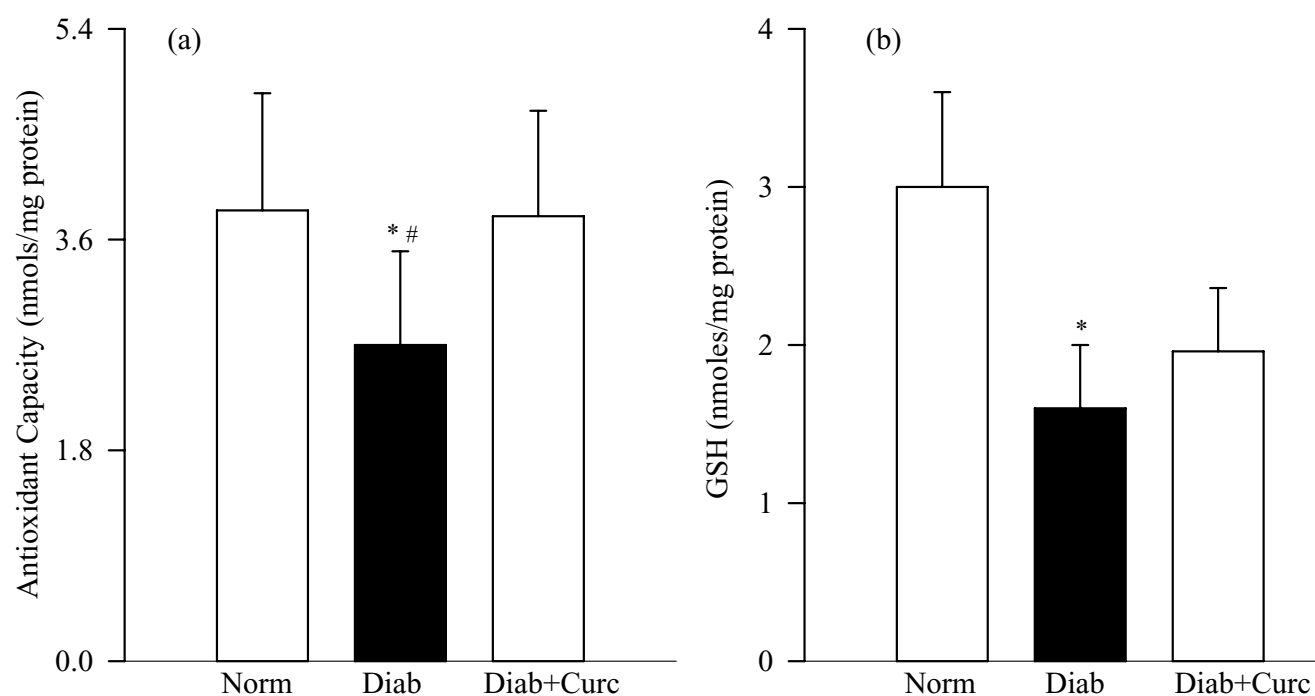 (a)
Antioxidant Capacity (nmols/mg protein)
5.4
3.6
1.8
0.0
* #
Norm
Diab
Diab+Curc
(b)
GSH (nmoles/mg protein)
4
3
2
1
0
*
Norm
Diab
Diab+Curc